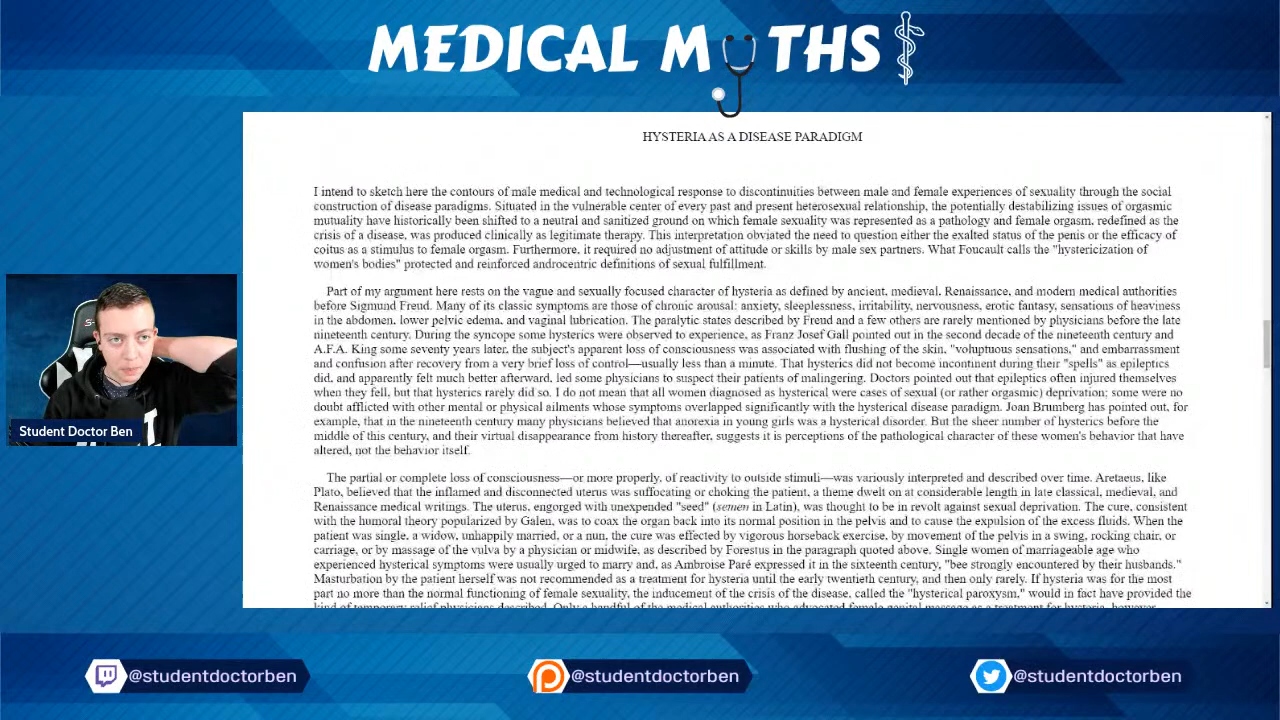 MEDICAL MYTHS
HYSTERIA AS A DISEASE PARADIGM
I intend to sketch here the contours of male medical and technological response to discontinuities between male and female experiences of sexuality through the social
construction of disease paradigms. Situated in the vulnerable center of every past and present heterosexual relationship, the potentially destabilizing issues of orgasmic
mutuality have historically been shifted to a neutral and sanitized ground on which female sexuality was represented as a pathology and female orgasm, redefined as the
crisis of a disease, was produced clinically as legitimate therapy. This interpretation obviated the need to question either the exalted status of the penis or the efficacy of
coitus as a stimulus to female orgasm. Furthermore, it required no adjustment of attitude or skills by male sex partners. What Foucault calls the "hystericization of
women's bodies" protected and reinforced androcentric definitions of sexual fulfillment.
Part of my argument here rests on the vague and sexually focused character of hysteria as defined by ancient, medieval, Renaissance, and modern medical authorities
before Sigmund Freud. Many of its classic symptoms are those of chronic arousal: anxiety, sleeplessness, irritability, nervousness, erotic fantasy, sensations of heaviness
in the abdomen, lower pelvic edema, and vaginal lubrication. The paralytic states described by Freud and a few others are rarely mentioned by physicians before the late
nineteenth century. During the syncope some hysterics were observed to experience, as Franz Josef Gall pointed out in the second decade of the nineteenth century and
A.F.A. King some seventy years later, the subject's apparent loss of consciousness was associated with flushing of the skin, "voluptuous sensations," and embarrassment
and confusion after recovery from a very brief loss of control—usually less than a minute. That hysterics did not become incontinent during their "spells" as epileptics
did, and apparently felt much better afterward, led some physicians to suspect their patients of malingering. Doctors pointed out that epileptics often injured themselves
when they fell, but that hysterics rarely did so. I do not mean that all women diagnosed as hysterical were cases of sexual (or rather orgasmic) deprivation; some were no
doubt afflicted with other mental or physical ailments whose symptoms overlapped significantly with the hysterical disease paradigm. Joan Brumberg has pointed out, for
example, that in the nineteenth century many physicians believed that anorexia in young girls was a hysterical disorder. But the sheer number of hysterics before the
middle of this century, and their virtual disappearance from history thereafter, suggests it is perceptions of the pathological character of these women's behavior that have
altered, not the behavior itself.
The partial or complete loss of consciousness—or more properly, of reactivity to outside stimuli—was variously interpreted and described over time. Aretaeus, like
Plato, believed that the inflamed and disconnected uterus was suffocating or choking the patient, a theme dwelt on at considerable length in late classical, medieval, and
Renaissance medical writings. The uterus, engorged with unexpended "seed" (semen in Latin), was thought to be in revolt against sexual deprivation. The cure, consistent
with the humoral theory popularized by Galen, was to coax the organ back into its normal position in the pelvis and to cause the expulsion of the excess fluids. When the
patient was single, a widow, unhappily married, or a nun, the cure was effected by vigorous horseback exercise, by movement of the pelvis in a swing, rocking chair, or
carriage, or by massage of the vulva by a physician or midwife, as described by Forestus in the paragraph quoted above. Single women of marriageable age who
experienced hysterical symptoms were usually urged to marry and, as Ambroise Paré expressed it in the sixteenth century, "bee strongly encountered by their husbands."
Masturbation by the patient herself was not recommended as a treatment for hysteria until the early twentieth century, and then only rarely. If hysteria was for the most
part no more than the normal functioning of female sexuality, the inducement of the crisis of the disease, called the "hysterical paroxysm," would in fact have provided the
kind of temporary relief physicians described. Only a handful of the medical authorities who advocated female genital massage as a treatment for hysteria, however,
Student Doctor Ben
@studentdoctorben
@studentdoctorben
@studentdoctorben